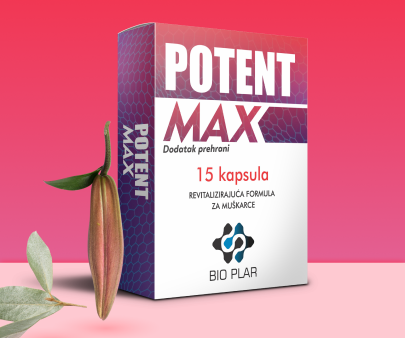 POTENT
MAX
Dodatak prehrani
15 kapsula
REVITALIZIRAJUĆA FORMULA
ZA MUŠKARCE
BIO PLAR
POTENT
MAX